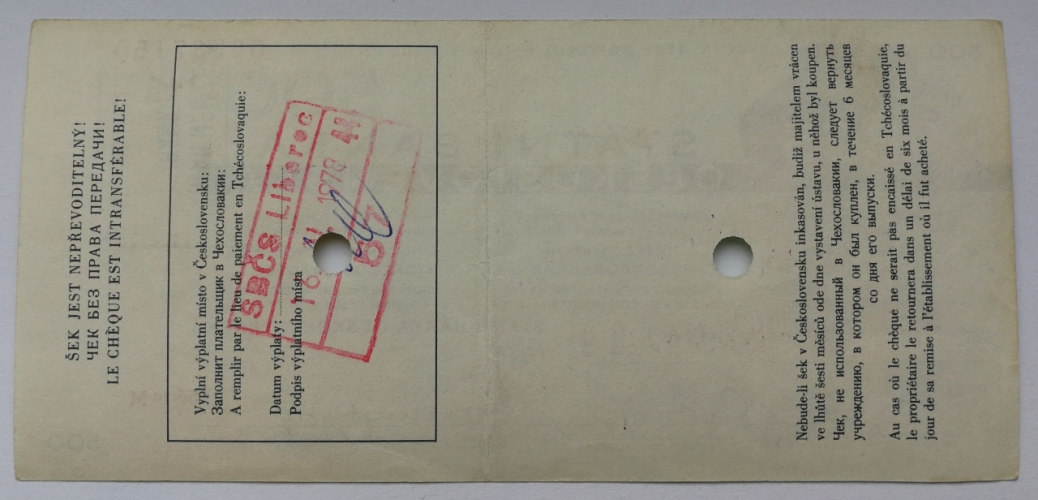 ŠEK JEST NEPŘEVODITELNÝ!
ЧЕК БЕЗ ПРАВА ПЕРЕДАЧИ!
LE CHÈQUE EST INTRANSFÉRABLE!
Vyplní výplatní místo v Československu:
Заполнит плательщик в Чехословакии:
A remplir par le lieu de paiement en Tchécoslovaquie:
Datum výplaty:
Podpis výplatního místa
SBČS Liberec
1978
67
Nebude-li šek v Československu inkasován, budiž majitelem vrácen
ve lhůtě šesti měsíců ode dne vystavení ústavu, u něhož byl koupen.
Чек, не использованный в Чехословакии, следует вернуть
учреждению, в котором он был куплен, в течение 6 месяцев
со дня его выпуски.
Au cas où le chèque ne serait pas encaissé en Tchécoslovaquie,
le propriétaire le retournera dans un délai de six mois à partir du
jour de sa remise à l'établissement où il fut acheté.